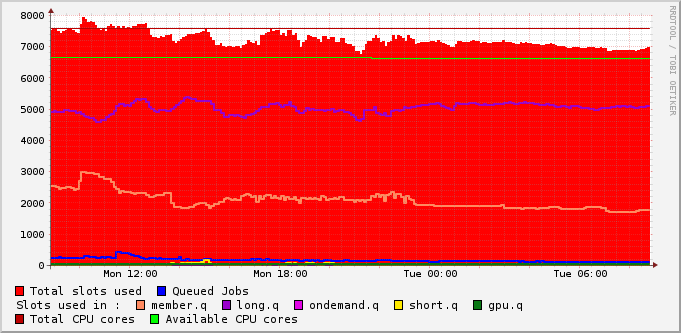 8000
7000
6000
5000
4000
3000
2000
1000
0
Mon 12:00 Mon 18:00 Tue 00:00 Tue 06:00
Total slots used Queued Jobs
Slots used in : member.q long.q ondemand.q short.q gpu.q
Total CPU cores Available CPU cores
RRDTOOL / TOBI OETIKER